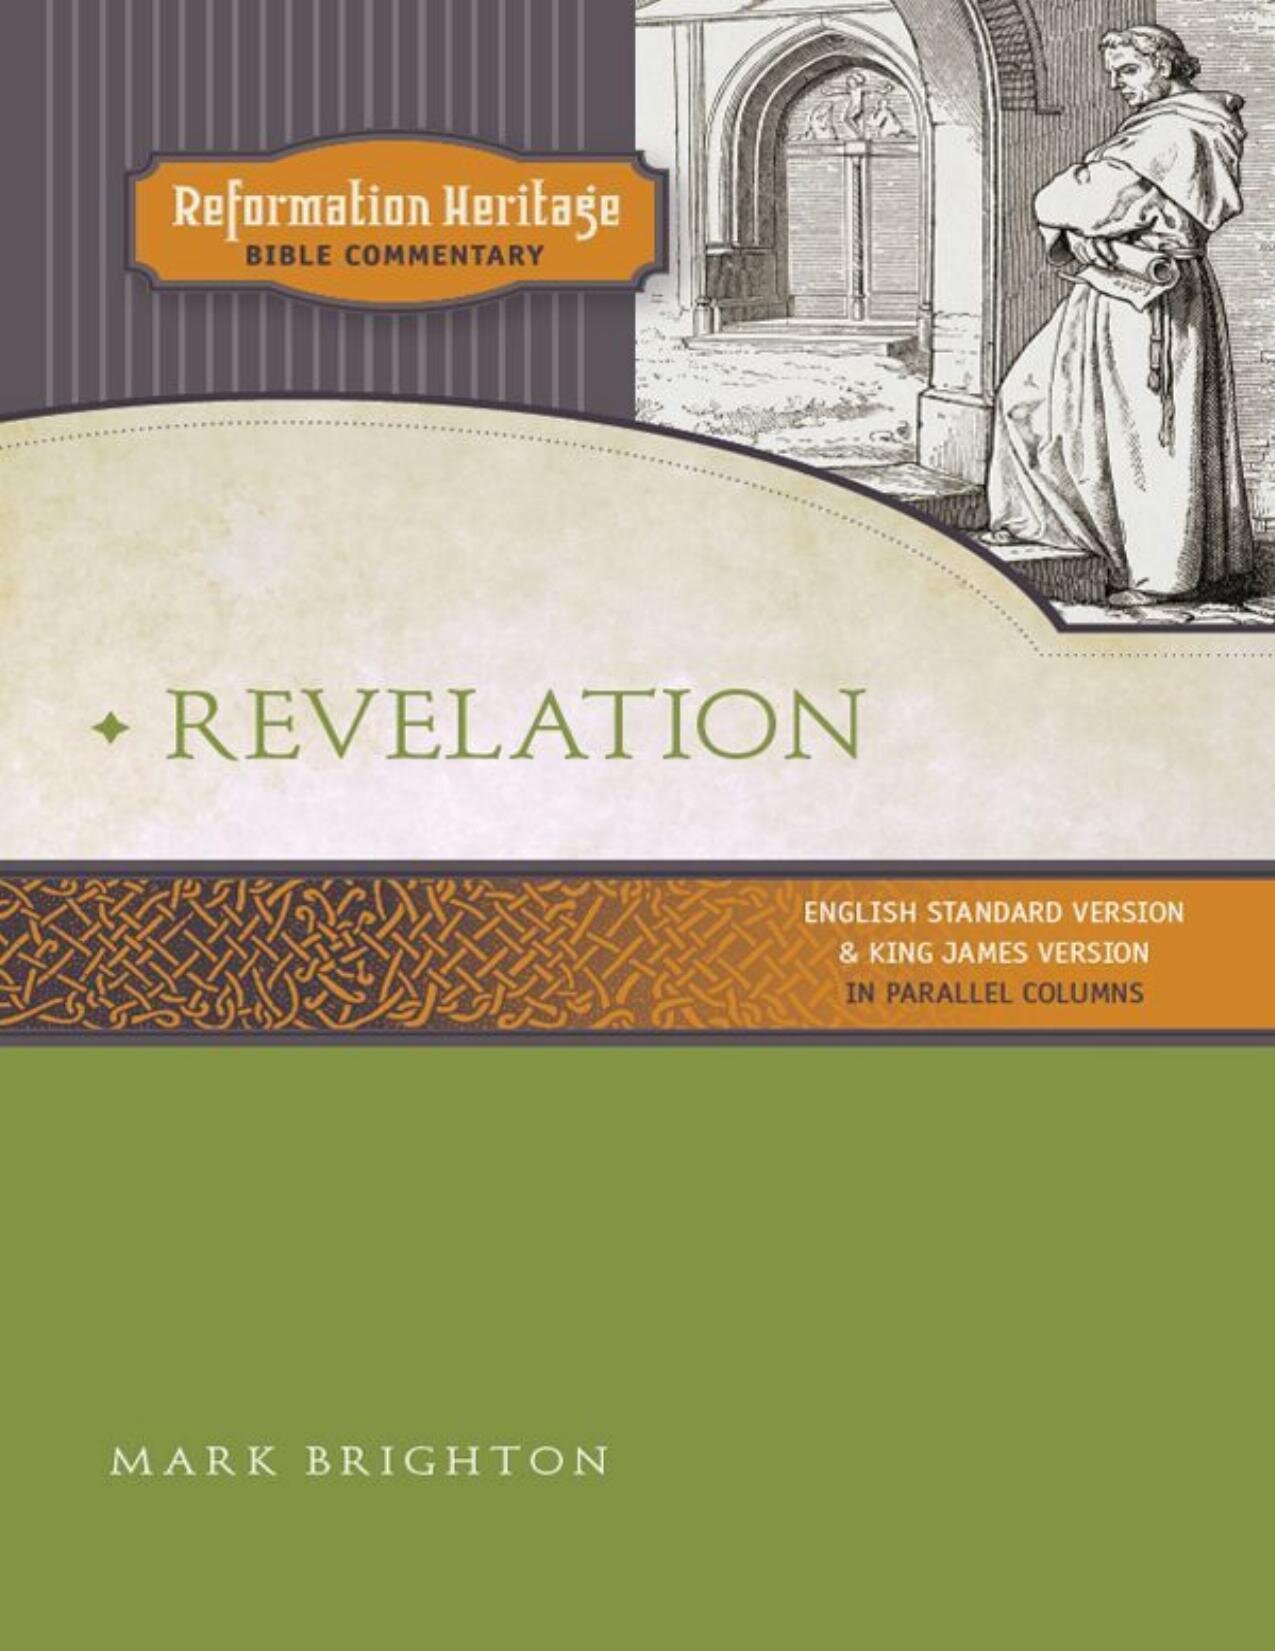 Reformation Heritage
BIBLE COMMENTARY
REVELATION
ENGLISH STANDARD VERSION
& KING JAMES VERSION
IN PARALLEL COLUMNS
MARK BRIGHTON